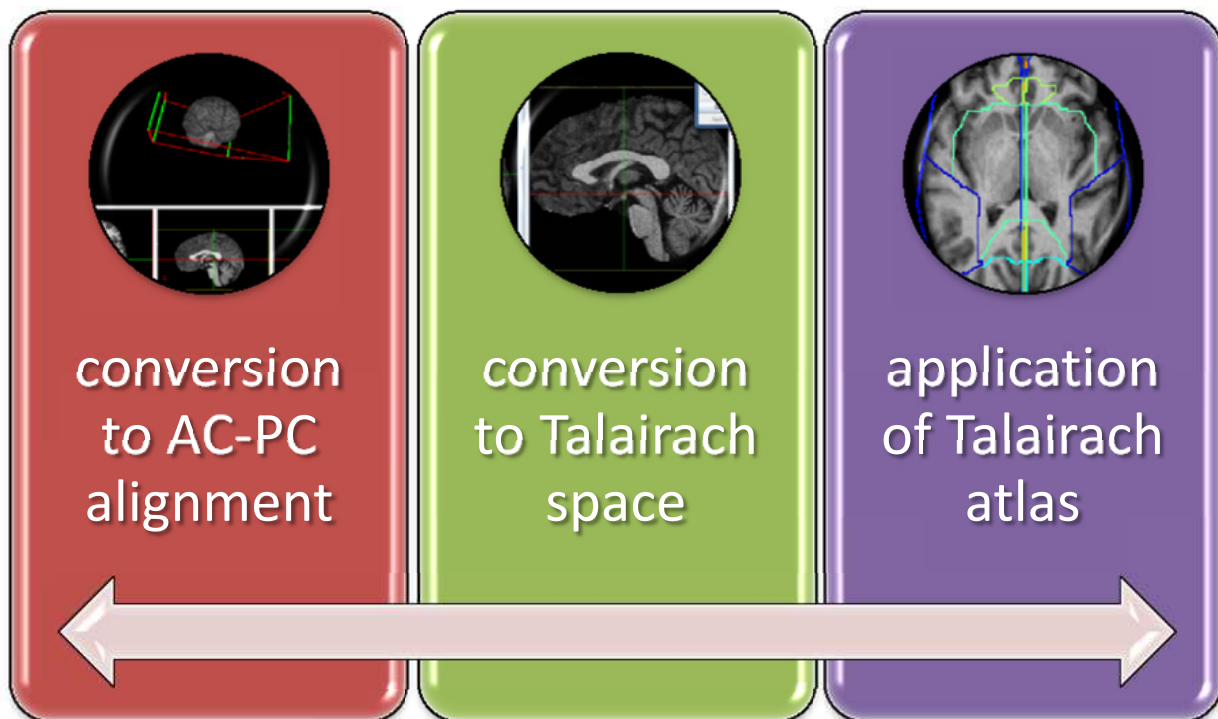 conversion
to AC-PC
alignment
conversion
to Talairach
space
application
of Talairach
atlas